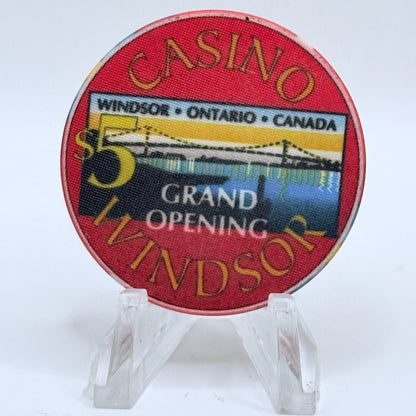 CASINO
WINDSOR • ONTARIO • CANADA
$5
GRAND
OPENING
WINDSOR